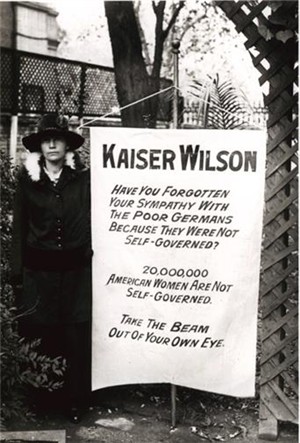 KAISER WILSON
HAVE YOU FORGOTTEN
YOUR SYMPATHY WITH
THE POOR GERMANS
BECAUSE THEY WERE NOT
SELF-GOVERNED?
20,000,000
AMERICAN WOMEN ARE NOT
SELF-GOVERNED.
TAKE THE BEAM
OUT OF YOUR OWN EYE.